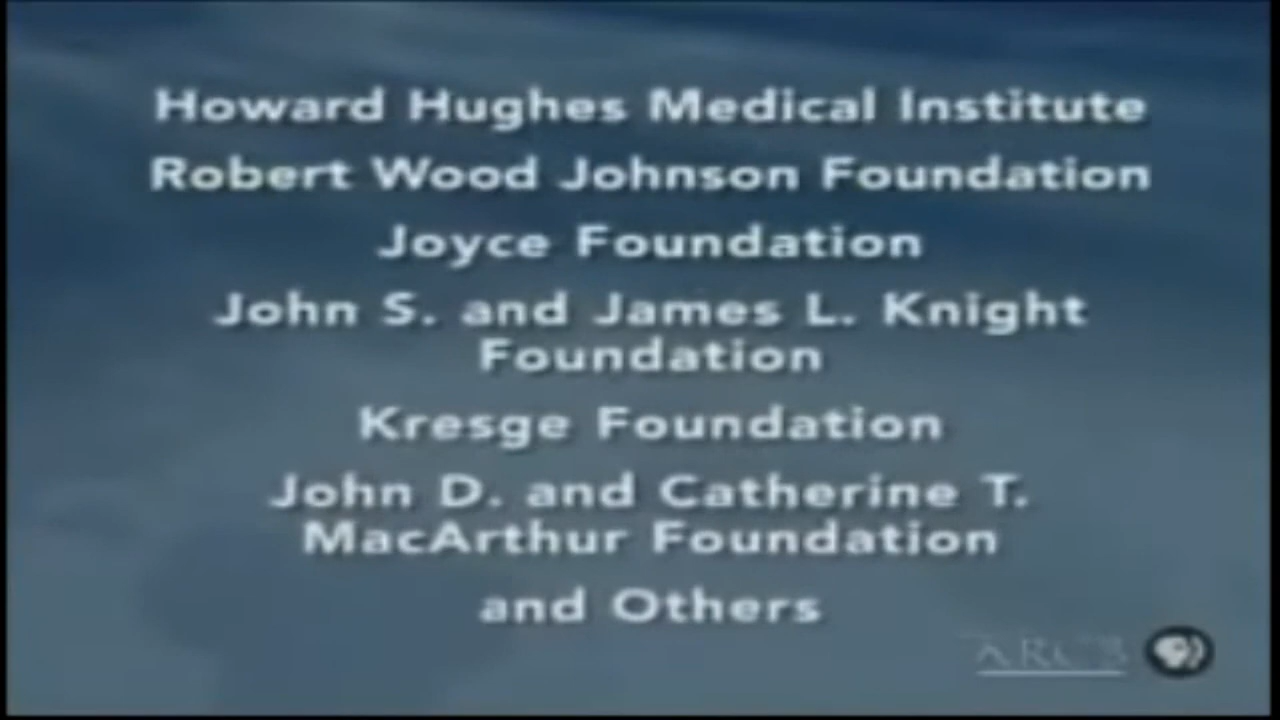 Howard Hughes Medical Institute
Robert Wood Johnson Foundation
Joyce Foundation
John S. and James L. Knight
Foundation
Kresge Foundation
John D. and Catherine T.
MacArthur Foundation
and Others